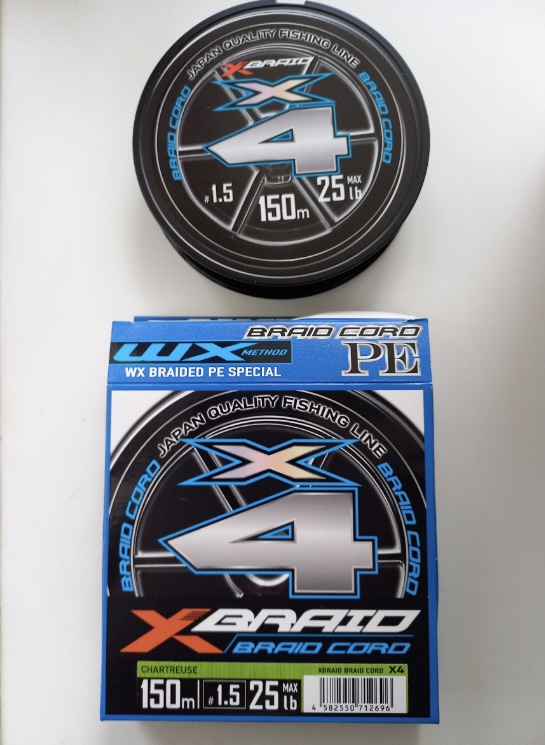 JAPAN QUALITY FISHING LINE
XBRAID
BRAID CORD
BRAID CORD
X
4
#1.5
150m
25 MAX lb
BRAID CORD
WX METHOD
PE
WX BRAIDED PE SPECIAL
JAPAN QUALITY FISHING LINE
X
BRAID CORD
BRAID CORD
4
XBRAID
BRAID CORD
CHARTREUSE
XBRAID BRAID CORD X4
150m #1.5 25 MAX lb
4 582550 712696